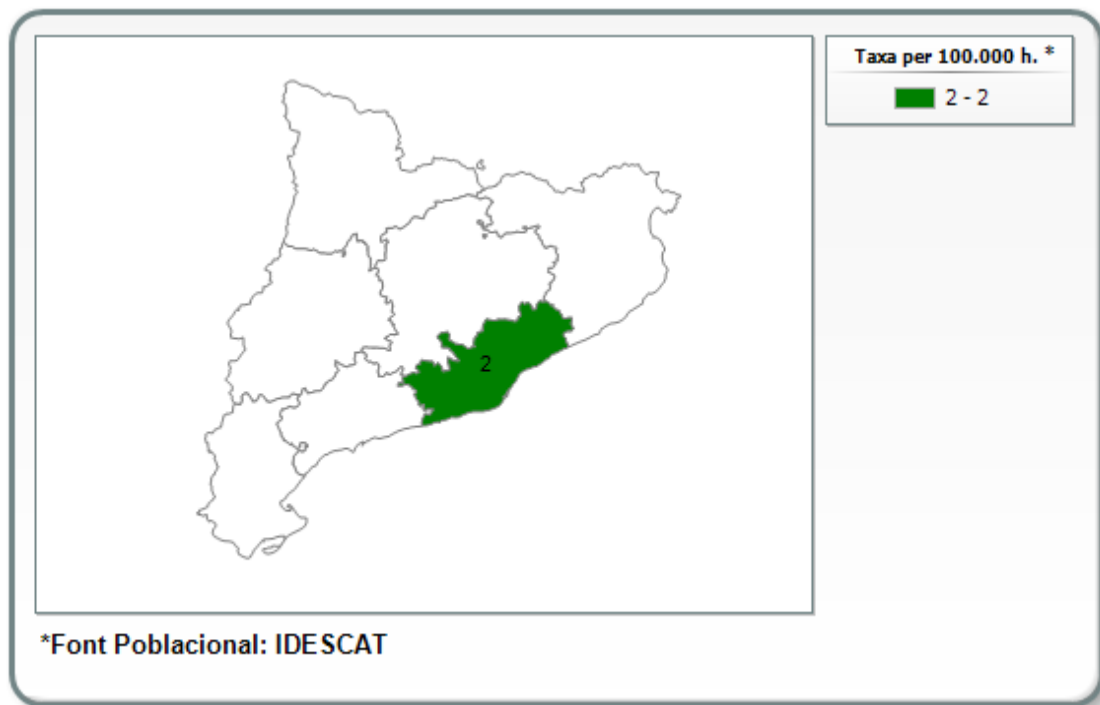 Taxa per 100.000 h. *
2 - 2
2
*Font Poblacional: IDESCAT